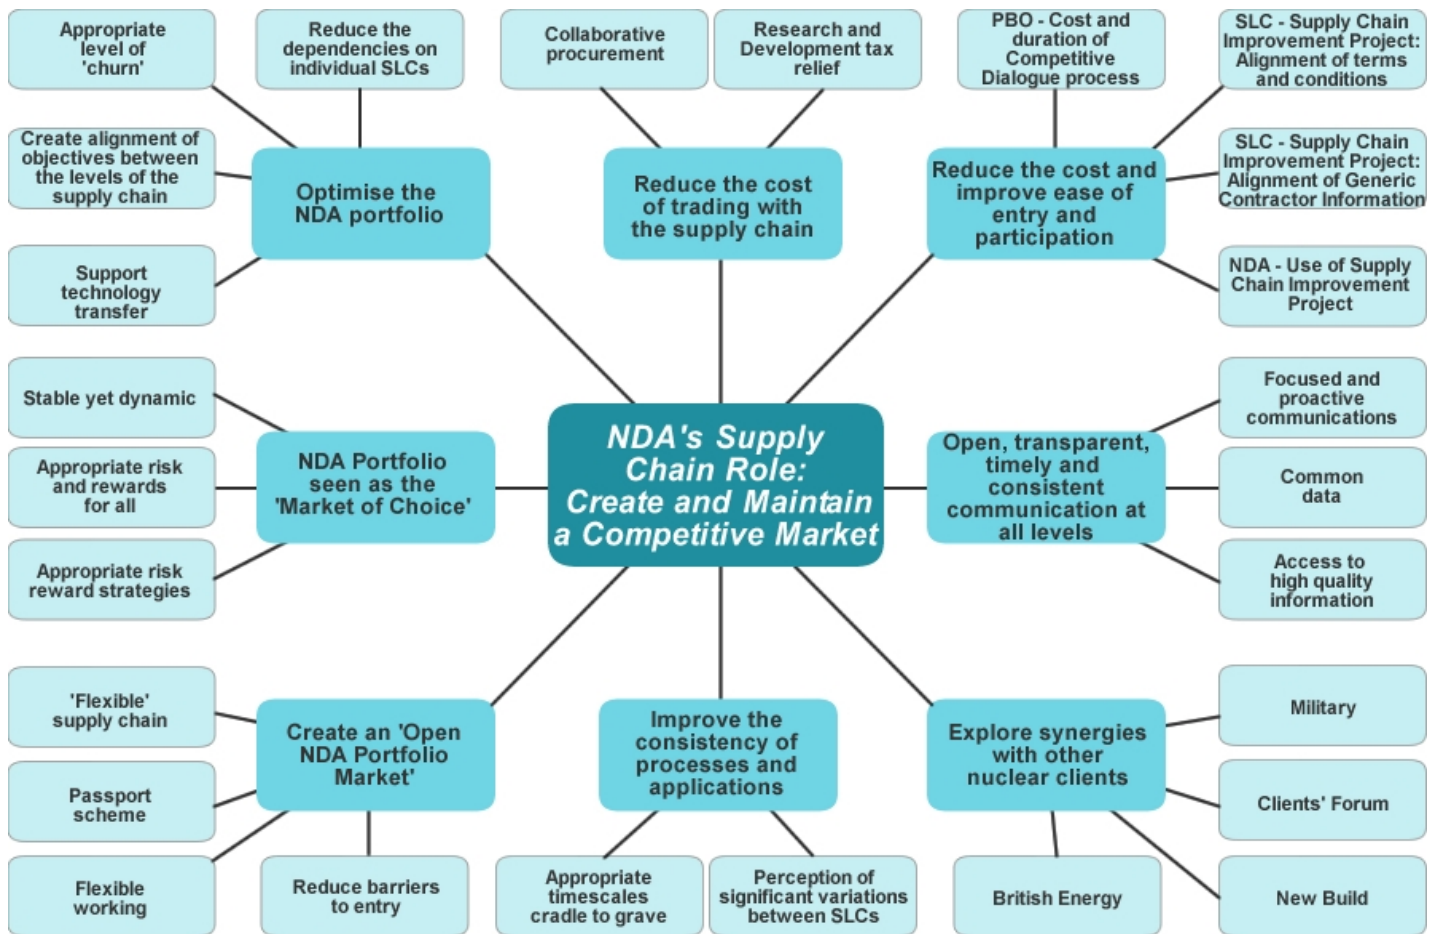 Appropriate
level of
'churn'
Reduce the
dependencies on
individual SLCs
Collaborative
procurement
Research and
Development tax
relief
PBO - Cost and
duration of
Competitive
Dialogue process
SLC - Supply Chain
Improvement Project:
Alignment of terms
and conditions
Create alignment of
objectives between
the levels of the
supply chain
Optimise the
NDA portfolio
Reduce the cost
of trading with
the supply chain
Reduce the cost and
improve ease of
entry and
participation
SLC - Supply Chain
Improvement Project:
Alignment of Generic
Contractor Information
Support
technology
transfer
NDA - Use of Supply
Chain Improvement
Project
Stable yet dynamic
Appropriate risk
and rewards
for all
Appropriate risk
reward strategies
NDA Portfolio
seen as the
'Market of Choice'
NDA's Supply
Chain Role:
Create and Maintain
a Competitive Market
Open, transparent,
timely and
consistent
communication at
all levels
Focused and
proactive
communications
Common
data
Access to
high quality
information
'Flexible'
supply chain
Passport
scheme
Flexible
working
Create an 'Open
NDA Portfolio
Market'
Reduce barriers
to entry
Improve the
consistency of
processes and
applications
Appropriate
timescales
cradle to grave
Perception of
significant variations
between SLCs
Explore synergies
with other
nuclear clients
Military
Clients' Forum
British Energy
New Build